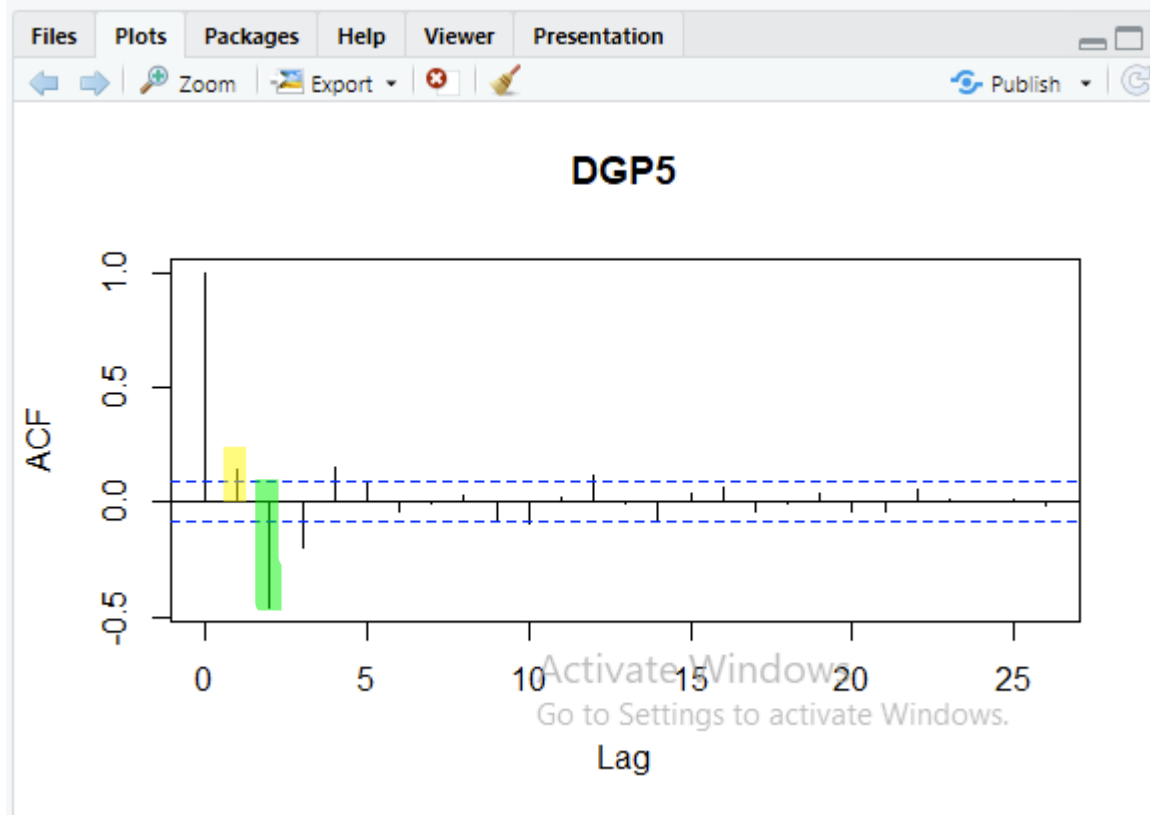 Files Plots Packages Help Viewer Presentation
Zoom Export Publish
DGP5
ACF
1.0
0.5
0.0
-0.5
0 5 10 15 20 25
Activate Windows
Go to Settings to activate Windows.
Lag